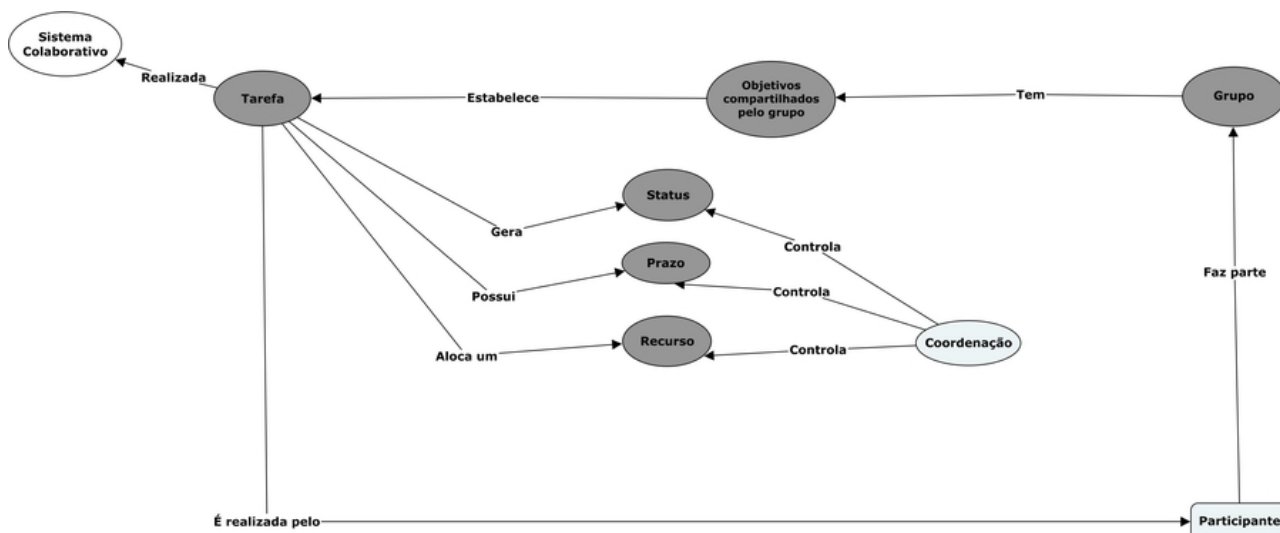 Sistema
Colaborativo
Realizada
Tarefa
Estabelece
Objetivos
compartilhados
pelo grupo
Tem
Grupo
Status
Gera
Controla
Prazo
Possui
Controla
Faz parte
Recurso
Aloca um
Controla
Coordenação
É realizada pelo
Participante